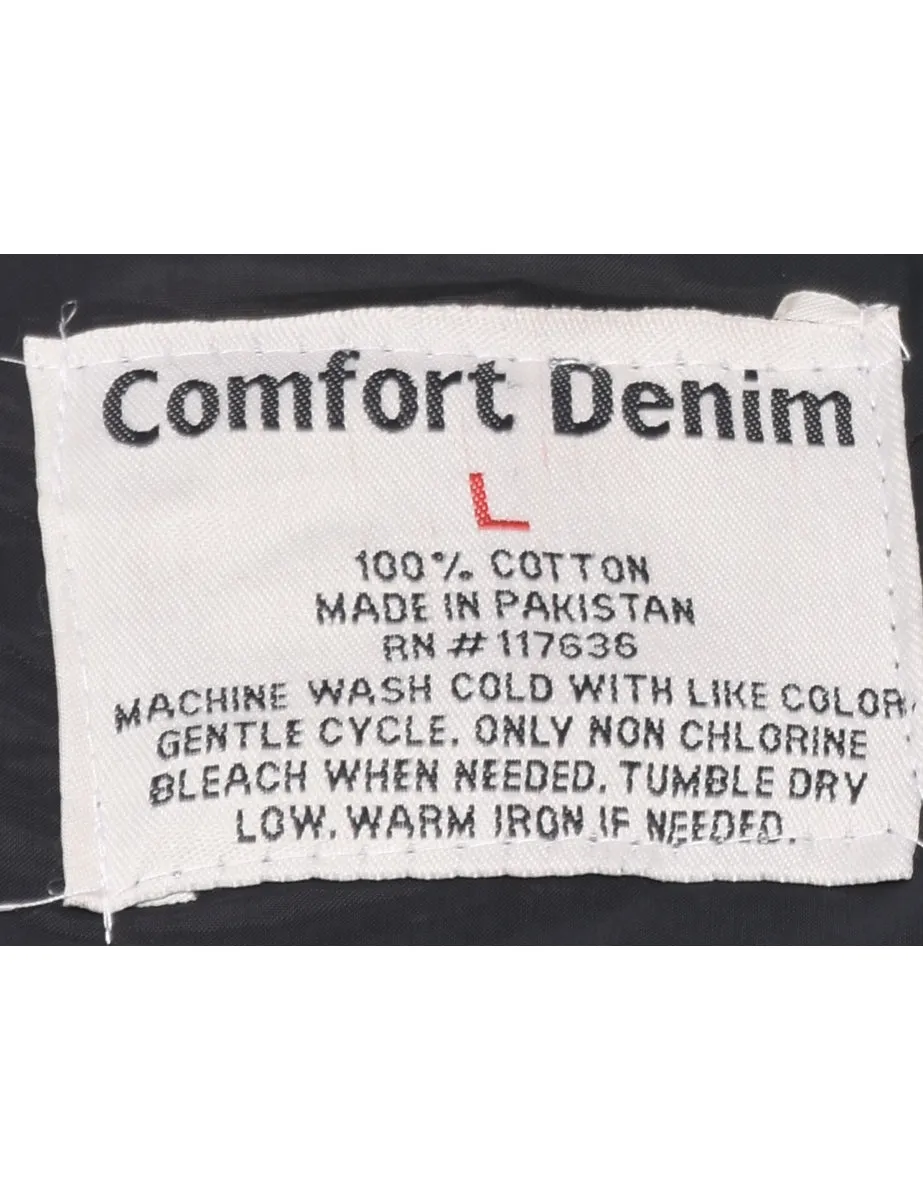 Comfort Denim
L
100% COTTON
MADE IN PAKISTAN
RN # 117636
MACHINE WASH COLD WITH LIKE COLOR,
GENTLE CYCLE. ONLY NON CHLORINE
BLEACH WHEN NEEDED. TUMBLE DRY
LOW. WARM IRON IF NEEDED.